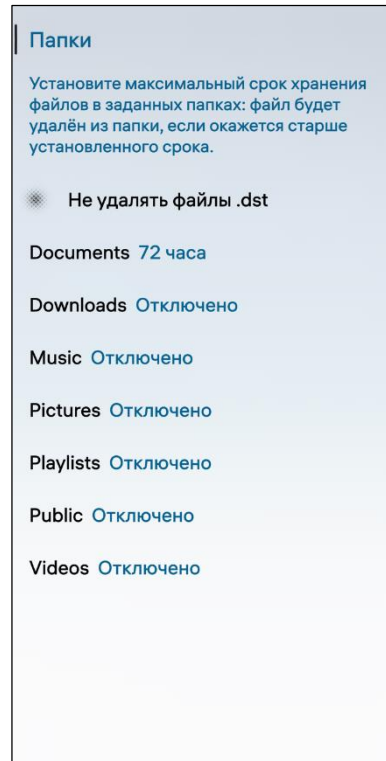 Папки
Установите максимальный срок хранения
файлов в заданных папках: файл будет
удалён из папки, если окажется старше
установленного срока.
Не удалять файлы .dst
Documents 72 часа
Downloads Отключено
Music Отключено
Pictures Отключено
Playlists Отключено
Public Отключено
Videos Отключено